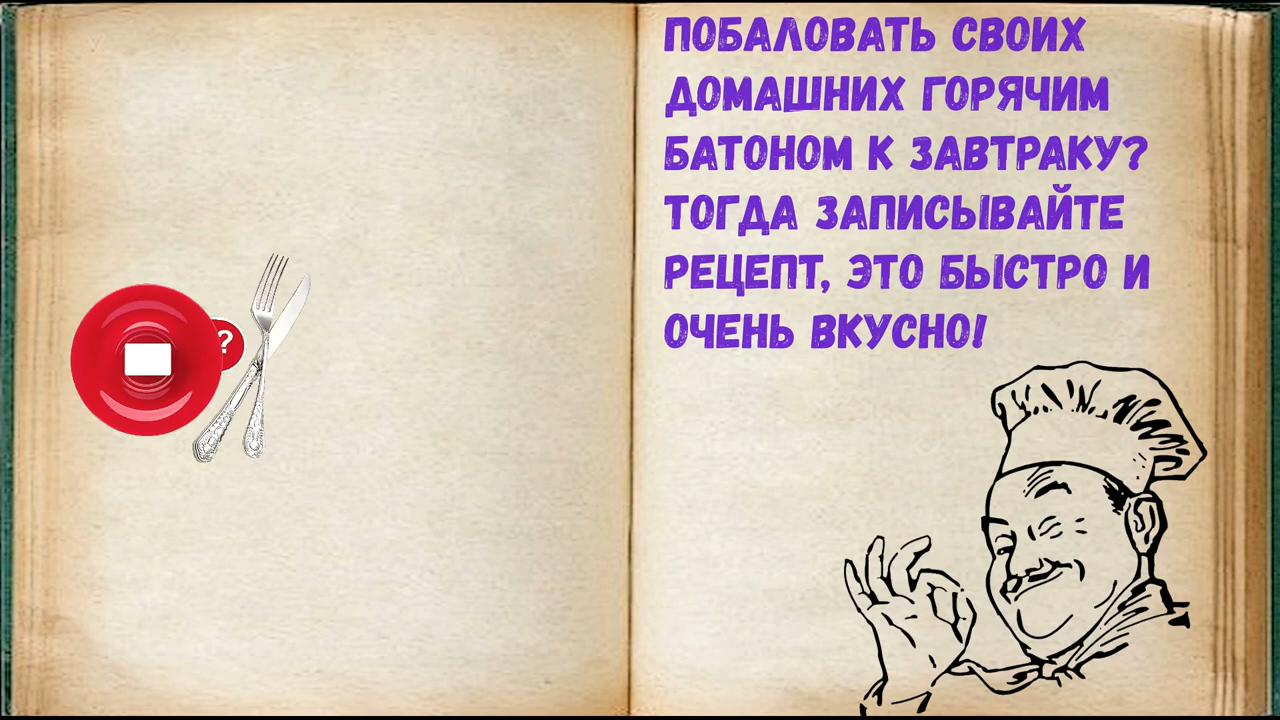 ?
ПОБАЛОВАТЬ СВОИХ
ДОМАШНИХ ГОРЯЧИМ
БАТОНОМ К ЗАВТРАКУ?
ТОГДА ЗАПИСЫВАЙТЕ
РЕЦЕПТ, ЭТО БЫСТРО И
ОЧЕНЬ ВКУСНО!